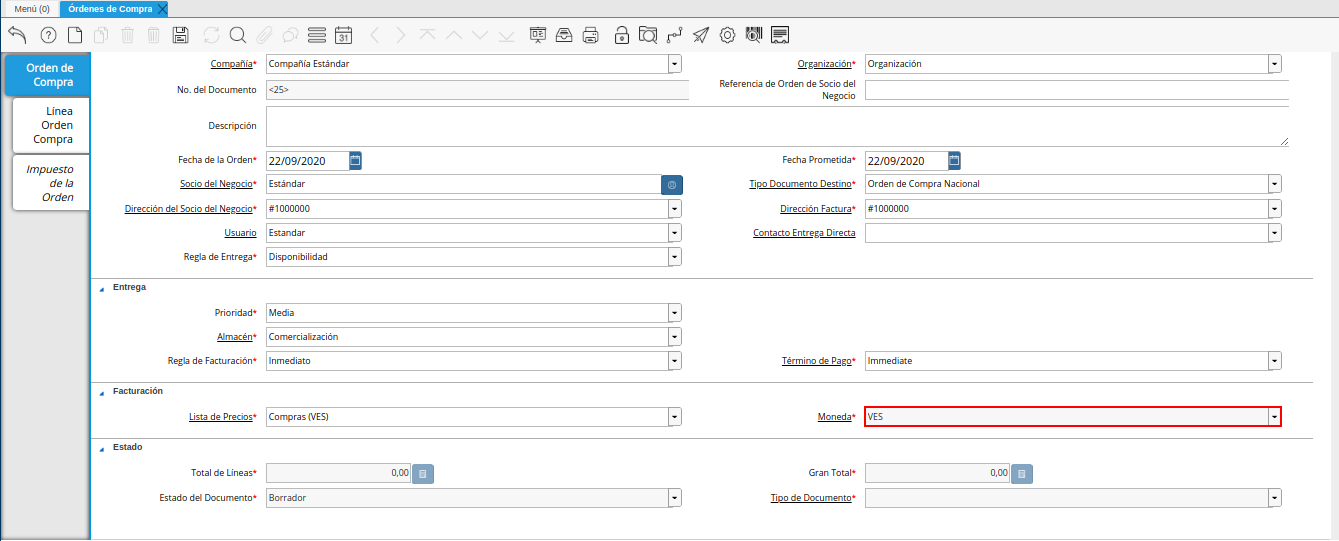 Menú (0) Órdenes de Compra
31
Orden de
Compra
Línea
Orden
Compra
Impuesto
de la
Orden
Compañía* Compañía Estándar Organización* Organización
No. del Documento <25> Referencia de Orden de Socio del
Negocio
Descripción
Fecha de la Orden* 22/09/2020 Fecha Prometida* 22/09/2020
Socio del Negocio* Estándar Tipo Documento Destino* Orden de Compra Nacional
Dirección del Socio del Negocio* #1000000 Dirección Factura* #1000000
Usuario Estandar Contacto Entrega Directa
Regla de Entrega* Disponibilidad
Entrega
Prioridad* Media
Almacén* Comercialización
Regla de Facturación* Inmediato Término de Pago* Immediate
Facturación
Lista de Precios* Compras (VES) Moneda* VES
Estado
Total de Líneas* 0,00 Gran Total* 0,00
Estado del Documento* Borrador Tipo de Documento*